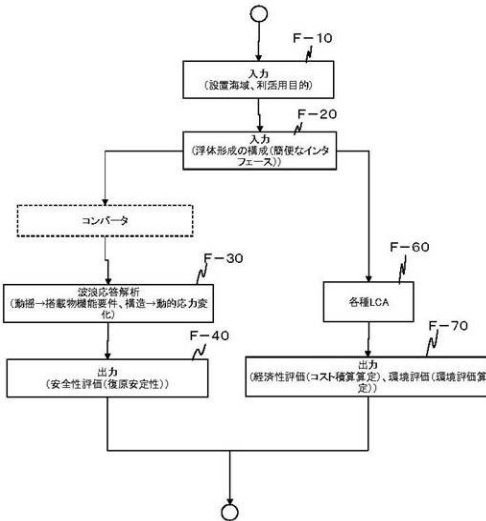 F-10
入力
(設置海域、利活用目的)
F-20
入力
(浮体形成の構成(簡便なインタ
フェース))
コンバータ
F-30
波浪応答解析
(動揺→搭載物機能要件、構造→動的応力変
化)
F-40
出力
(安全性評価(復原安定性))
F-60
各種LCA
F-70
出力
(経済性評価(コスト積算算定)、環境評価(環境評価算
定))